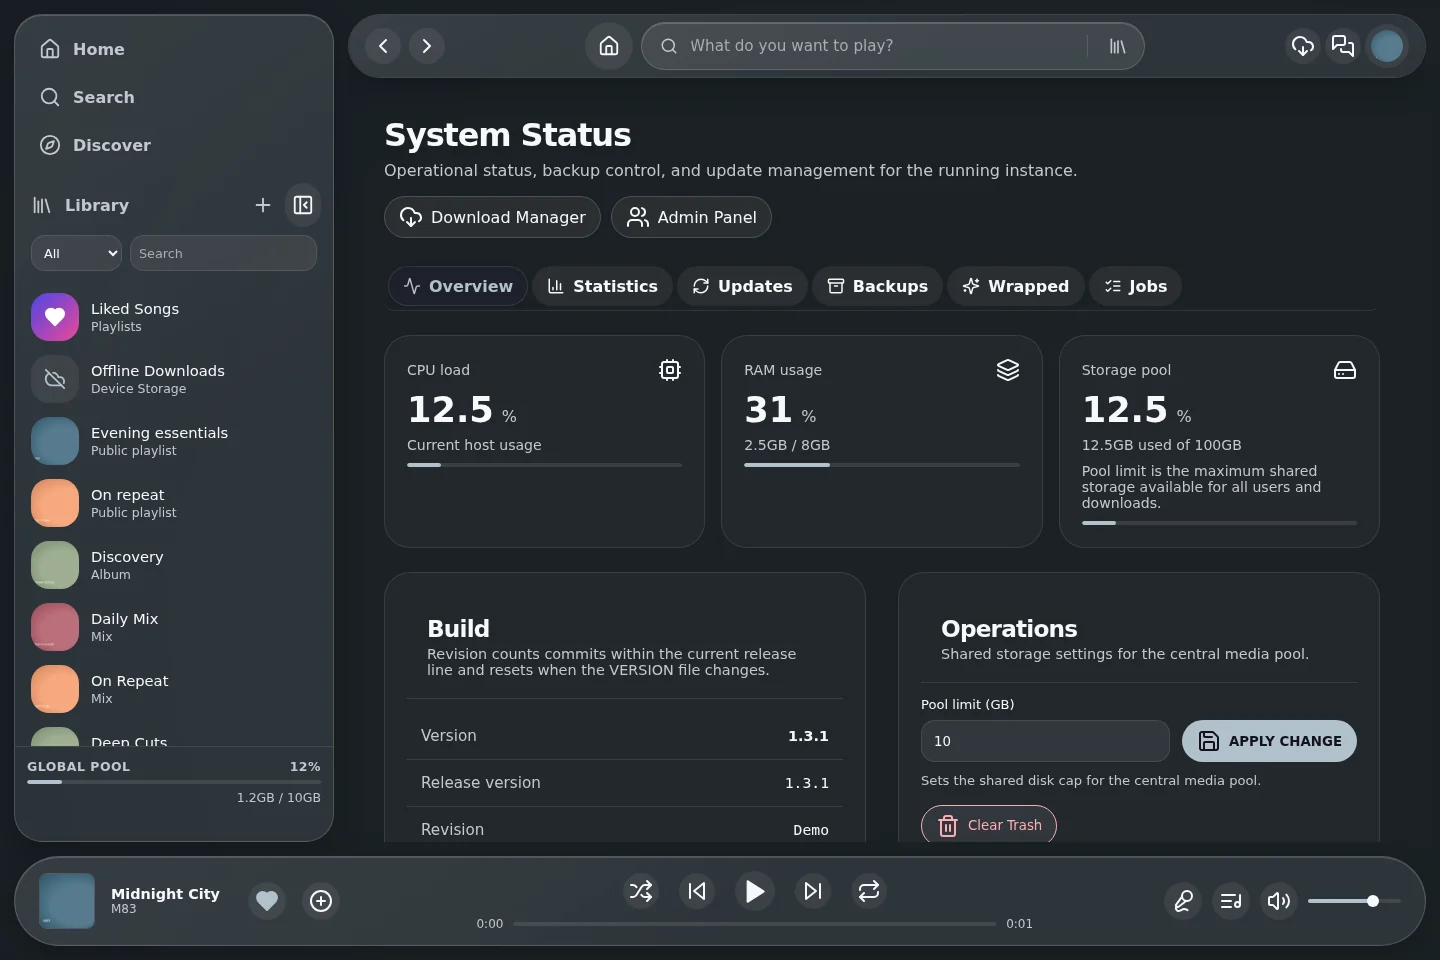 Home
Search
Discover
Library
All
Search
Liked Songs
Playlists
Offline Downloads
Device Storage
Evening essentials
Public playlist
On repeat
Public playlist
Discovery
Album
Daily Mix
Mix
On Repeat
Mix
Deep Cuts
GLOBAL POOL 12%
1.2GB / 10GB
What do you want to play?
System Status
Operational status, backup control, and update management for the running instance.
Download Manager
Admin Panel
Overview
Statistics
Updates
Backups
Wrapped
Jobs
CPU load
12.5 %
Current host usage
RAM usage
31 %
2.5GB / 8GB
Storage pool
12.5 %
12.5GB used of 100GB
Pool limit is the maximum shared
storage available for all users and
downloads.
Build
Revision counts commits within the current release
line and resets when the VERSION file changes.
Version 1.3.1
Release version 1.3.1
Revision Demo
Operations
Shared storage settings for the central media pool.
Pool limit (GB)
10
APPLY CHANGE
Sets the shared disk cap for the central media pool.
Clear Trash
Midnight City
M83
0:00
0:01